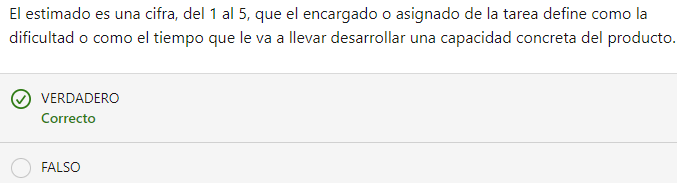 El estimado es una cifra, del 1 al 5, que el encargado o asignado de la tarea define como la
dificultad o como el tiempo que le va a llevar desarrollar una capacidad concreta del producto.
VERDADERO
Correcto
FALSO